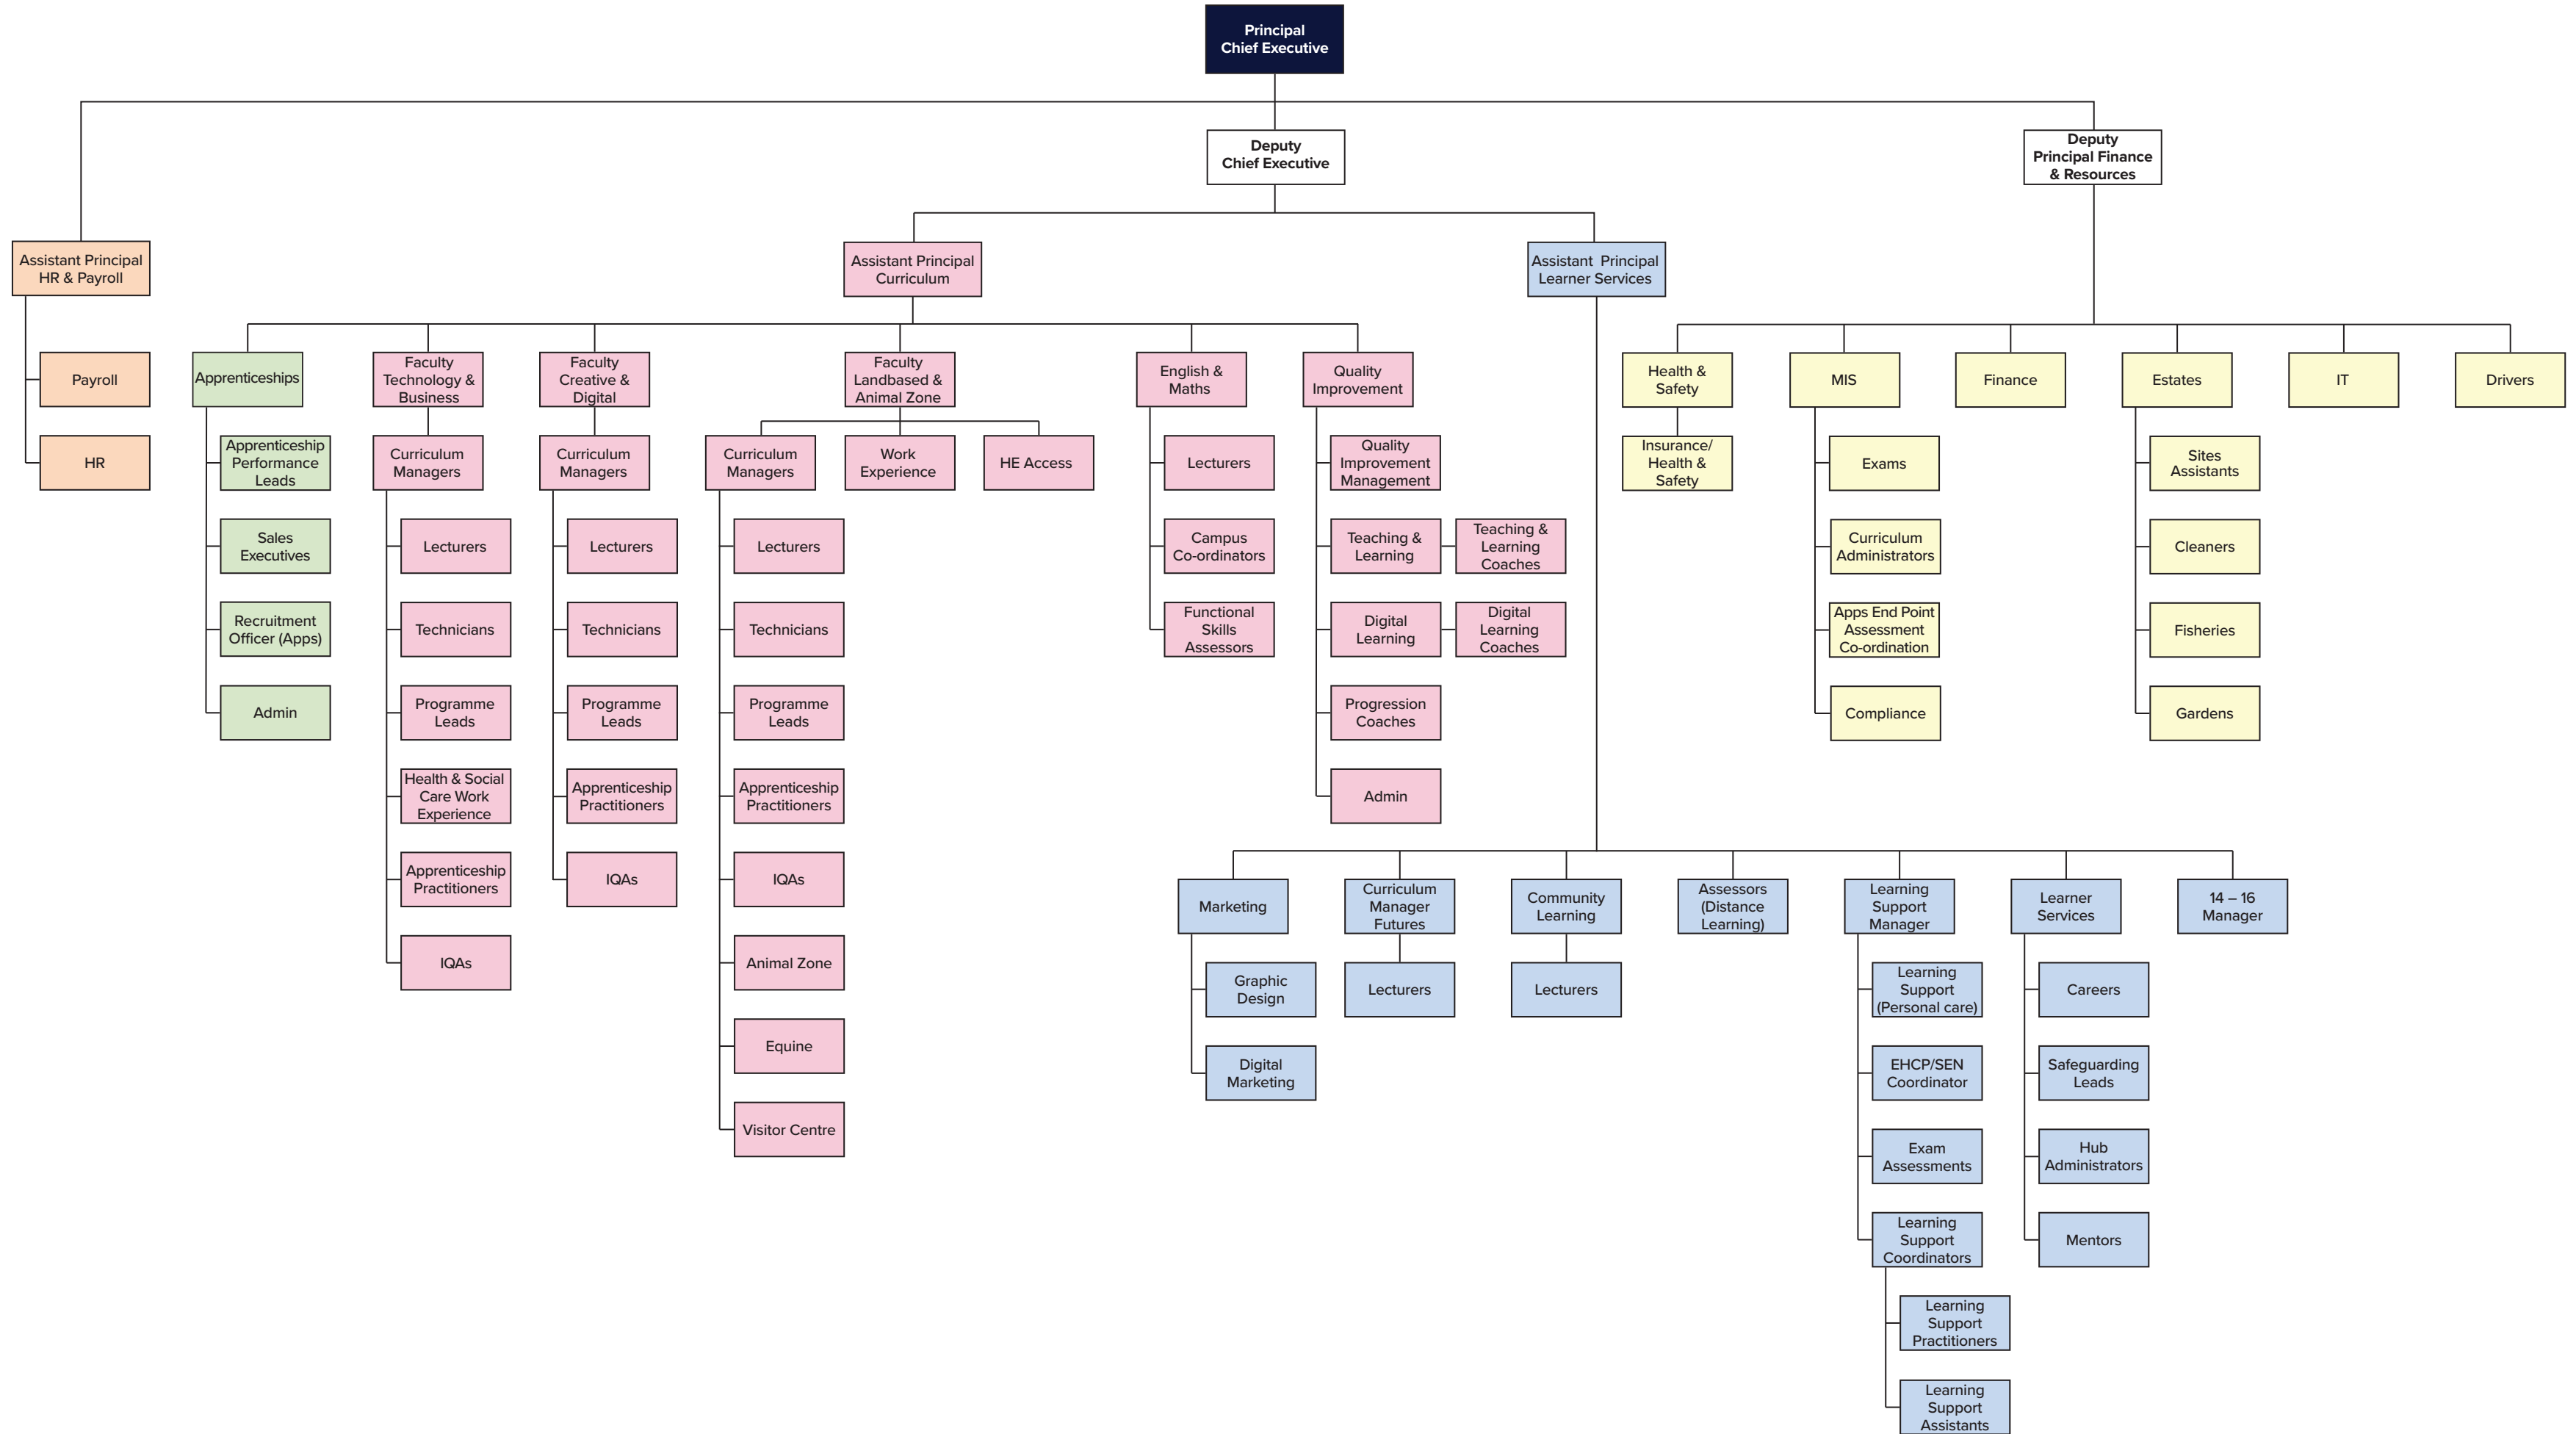 Principal
Chief Executive
Deputy
Chief Executive
Deputy
Principal Finance
& Resources
Assistant Principal
HR & Payroll
Assistant Principal
Curriculum
Assistant Principal
Learner Services
Payroll
HR
Apprenticeships
Apprenticeship
Performance
Leads
Sales
Executives
Recruitment
Officer (Apps)
Admin
Faculty
Technology &
Business
Curriculum
Managers
Lecturers
Technicians
Programme
Leads
Health & Social
Care Work
Experience
Apprenticeship
Practitioners
IQAs
Faculty
Creative &
Digital
Curriculum
Managers
Lecturers
Technicians
Programme
Leads
Apprenticeship
Practitioners
IQAs
Faculty
Landbased &
Animal Zone
Curriculum
Managers
Work
Experience
HE Access
Lecturers
Technicians
Programme
Leads
Apprenticeship
Practitioners
IQAs
Animal Zone
Equine
Visitor Centre
English &
Maths
Lecturers
Campus
Co-ordinators
Functional
Skills
Assessors
Quality
Improvement
Quality
Improvement
Management
Teaching &
Learning
Teaching &
Learning
Coaches
Digital
Learning
Digital
Learning
Coaches
Progression
Coaches
Admin
Health &
Safety
Insurance/
Health &
Safety
MIS
Exams
Curriculum
Administrators
Apps End Point
Assessment
Co-ordination
Compliance
Finance
Estates
Sites
Assistants
Cleaners
Fisheries
Gardens
IT
Drivers
Marketing
Graphic
Design
Digital
Marketing
Curriculum
Manager
Futures
Lecturers
Community
Learning
Lecturers
Assessors
(Distance
Learning)
Learning
Support
Manager
Learning
Support
(Personal care)
EHCP/SEN
Coordinator
Exam
Assessments
Learning
Support
Coordinators
Learning
Support
Practitioners
Learning
Support
Assistants
Learner
Services
Careers
Safeguarding
Leads
Hub
Administrators
Mentors
14 – 16
Manager